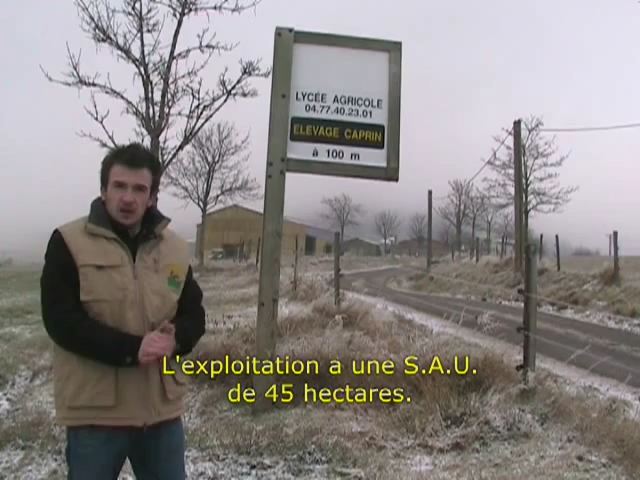 LYCÉE AGRICOLE
04.77.40.23.01
ELEVAGE CAPRIN
à 100 m
L'exploitation a une S.A.U.
de 45 hectares.